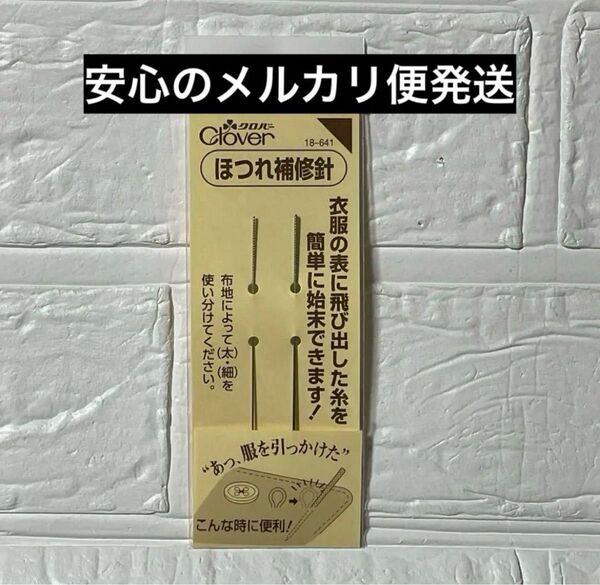 安心のメルカリ便発送
クロバー
Clover
18-641
ほつれ補修針
衣服の表に飛び出した糸を
簡単に始末できます!
布地によって(太・細)を
使い分けてください。
“あっ、服を引っかけた”
こんな時に便利!